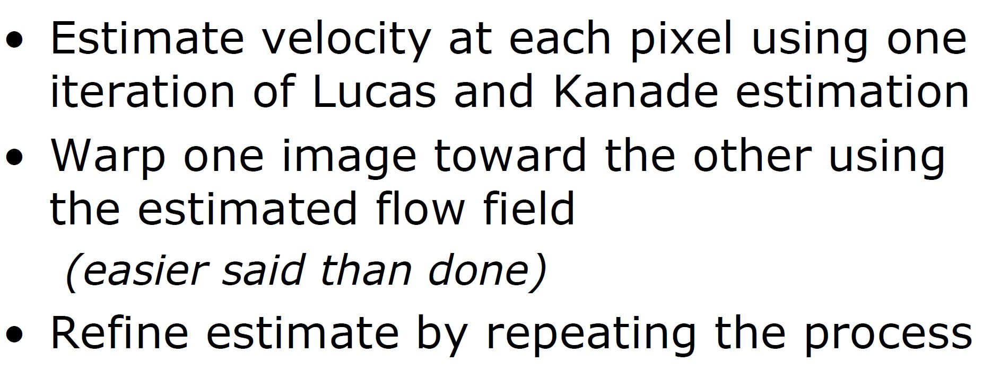 • Estimate velocity at each pixel using one
iteration of Lucas and Kanade estimation
• Warp one image toward the other using
the estimated flow field
(easier said than done)
• Refine estimate by repeating the process